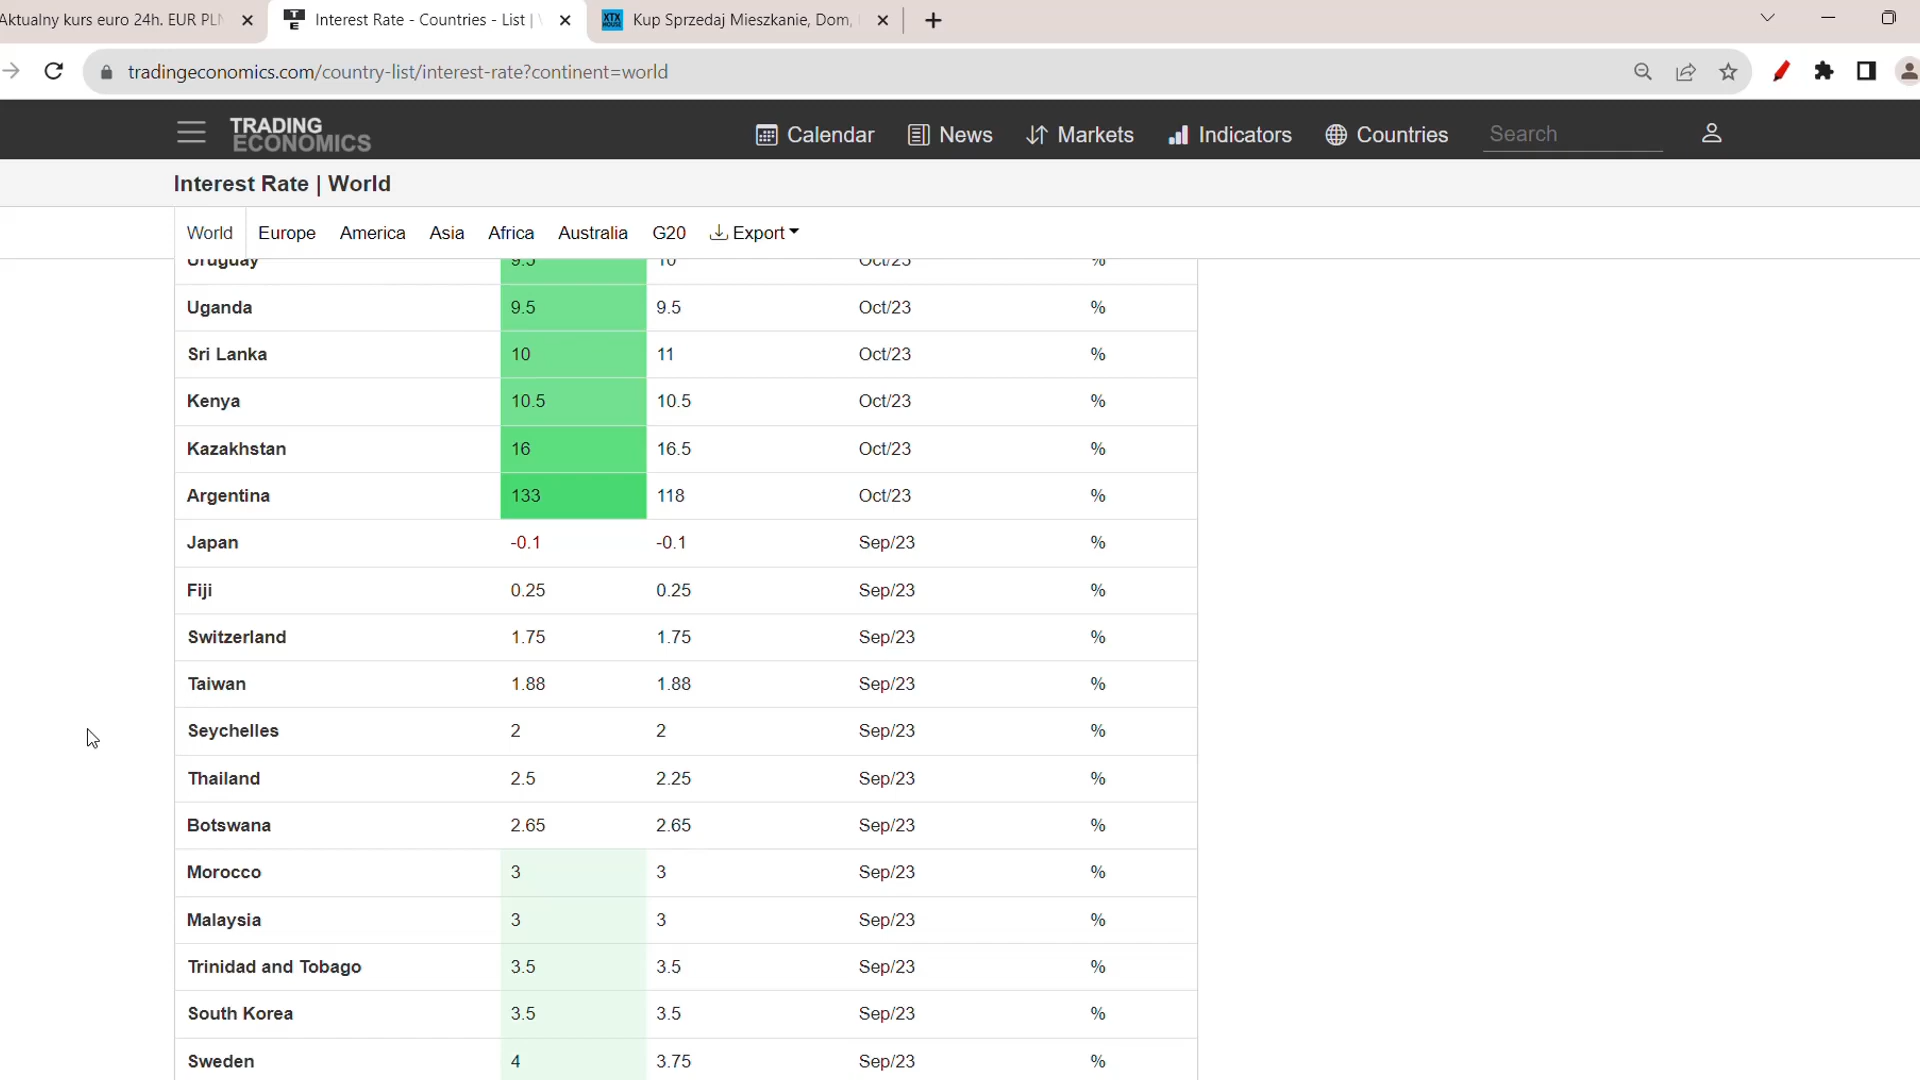 Aktualny kurs euro 24h. EUR PLN
Interest Rate - Countries - List |
Kup Sprzedaj Mieszkanie, Dom,
tradingeconomics.com/country-list/interest-rate?continent=world
TRADING
ECONOMICS
Calendar News Markets Indicators Countries Search
Interest Rate | World
World Europe America Asia Africa Australia G20 Export
Uruguay 9.5 10 Oct/23 %
Uganda 9.5 9.5 Oct/23 %
Sri Lanka 10 11 Oct/23 %
Kenya 10.5 10.5 Oct/23 %
Kazakhstan 16 16.5 Oct/23 %
Argentina 133 118 Oct/23 %
Japan -0.1 -0.1 Sep/23 %
Fiji 0.25 0.25 Sep/23 %
Switzerland 1.75 1.75 Sep/23 %
Taiwan 1.88 1.88 Sep/23 %
Seychelles 2 2 Sep/23 %
Thailand 2.5 2.25 Sep/23 %
Botswana 2.65 2.65 Sep/23 %
Morocco 3 3 Sep/23 %
Malaysia 3 3 Sep/23 %
Trinidad and Tobago 3.5 3.5 Sep/23 %
South Korea 3.5 3.5 Sep/23 %
Sweden 4 3.75 Sep/23 %